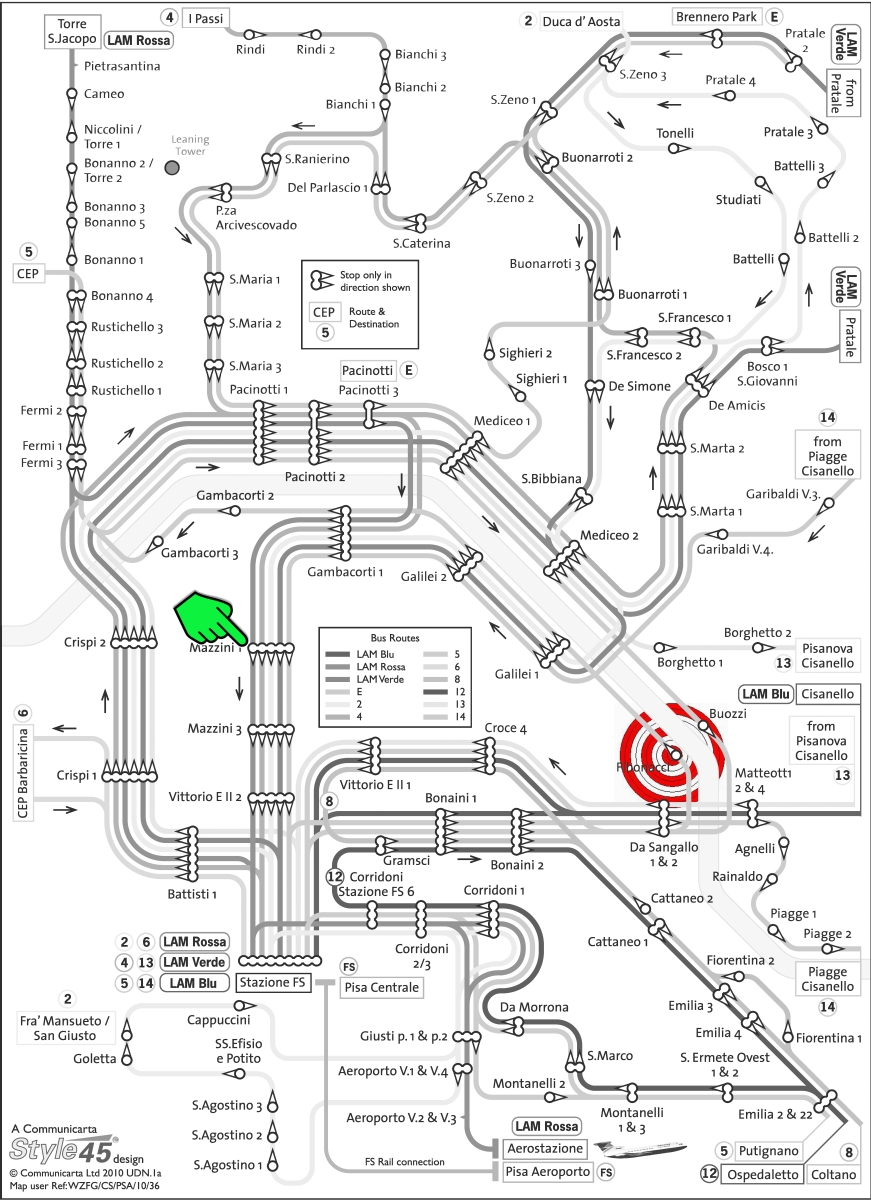 Torre
S.Jacopo
LAM Rossa
4
I Passi
2
Duca d' Aosta
Brennero Park
E
LAM
Verde
from
Pratale
Pratale
2
Rindi
Rindi 2
Bianchi 3
Bianchi 2
Bianchi 1
Pietrasantina
Cameo
Niccolini /
Torre 1
Bonanno 2 /
Torre 2
Bonanno 3
Bonanno 5
Bonanno 1
Leaning
Tower
5
CEP
Bonanno 4
Rustichello 3
Rustichello 2
Rustichello 1
Fermi 2
Fermi 1
Fermi 3
S.Ranierino
Del Parlascio 1
P.za
Arcivescovado
S.Caterina
S.Zeno 2
S.Zeno 1
S.Zeno 3
Pratale 4
Pratale 3
Tonelli
Battelli 3
Studiati
Battelli 2
Battelli
Buonarroti 2
Buonarroti 3
Buonarroti 1
S.Maria 1
S.Maria 2
S.Maria 3
Stop only in
direction shown
CEP
5
Route &
Destination
LAM
Verde
Pratale
S.Francesco 1
S.Francesco 2
Bosco 1
S.Giovanni
De Simone
De Amicis
Sighieri 2
Sighieri 1
Pacinotti
E
Pacinotti 1
Pacinotti 3
Pacinotti 2
Mediceo 1
S.Bibbiana
Mediceo 2
S.Marta 2
S.Marta 1
14
from
Piagge
Cisanello
Garibaldi V.3.
Garibaldi V.4.
Gambacorti 2
Gambacorti 3
Gambacorti 1
Galilei 2
Galilei 1
Crispi 2
Crispi 1
Mazzini 1
Mazzini 3
Vittorio E II 2
Bus Routes
LAM Blu
LAM Rossa
LAM Verde
E
2
4
5
6
8
12
13
14
Borghetto 2
Borghetto 1
13
Pisanova
Cisanello
LAM Blu
Cisanello
from
Pisanova
Cisanello
13
Buozzi
Fibonacci
Matteotti
2 & 4
6
CEP Barbaricina
Croce 4
Vittorio E II 1
8
Bonaini 1
Gramsci
Bonaini 2
Da Sangallo
1 & 2
Agnelli
Rainaldo
Piagge 1
Piagge 2
Piagge
Cisanello
14
Battisti 1
12
Corridoni
Stazione FS 6
Corridoni 1
Corridoni
2/3
Cattaneo 2
Cattaneo 1
Fiorentina 2
Emilia 3
Emilia 4
Fiorentina 1
2
6
LAM Rossa
4
13
LAM Verde
5
14
LAM Blu
Stazione FS
FS
Pisa Centrale
2
Fra' Mansueto /
San Giusto
Goletta
Cappuccini
SS.Efisio
e Potito
S.Agostino 3
S.Agostino 2
S.Agostino 1
Giusti p. 1 & p.2
Aeroporto V.1 & V.4
Aeroporto V.2 & V.3
Da Morrona
S.Marco
Montanelli 2
Montanelli
1 & 3
S. Ermete Ovest
1 & 2
Emilia 2 & 22
LAM Rossa
Aerostazione
Pisa Aeroporto
FS
FS Rail connection
5
Putignano
8
12
Ospedaletto
Coltano
A Communicarta
Style45® design
© Communicarta Ltd 2010 UDN.1a
Map user Ref:WZFG/CS/PSA/10/36